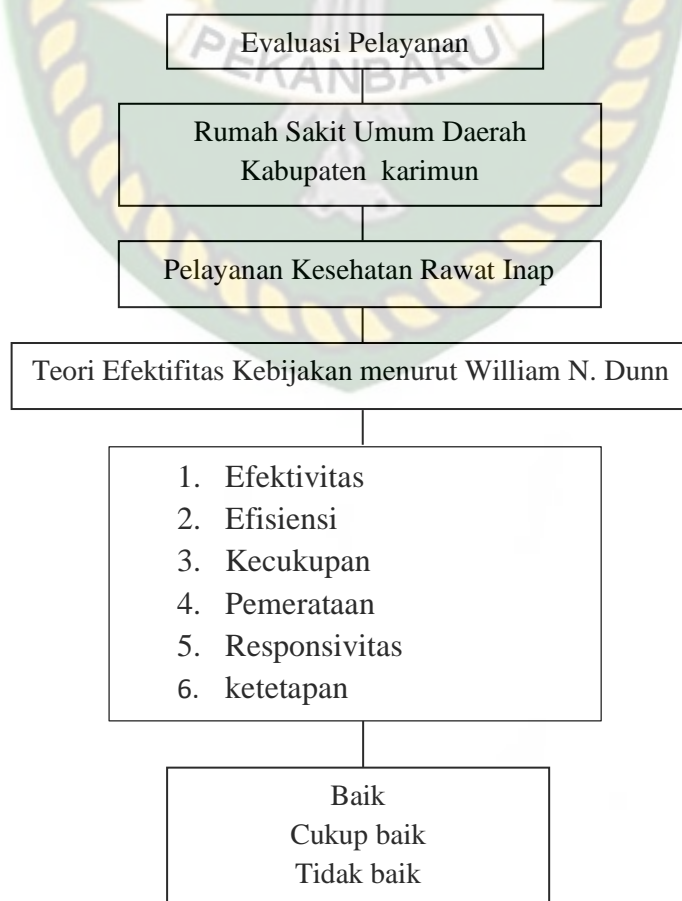 PEKANBARU
Evaluasi Pelayanan
Rumah Sakit Umum Daerah
Kabupaten karimun
Pelayanan Kesehatan Rawat Inap
Teori Efektifitas Kebijakan menurut William N. Dunn
1. Efektivitas
2. Efisiensi
3. Kecukupan
4. Pemerataan
5. Responsivitas
6. ketetapan
Baik
Cukup baik
Tidak baik